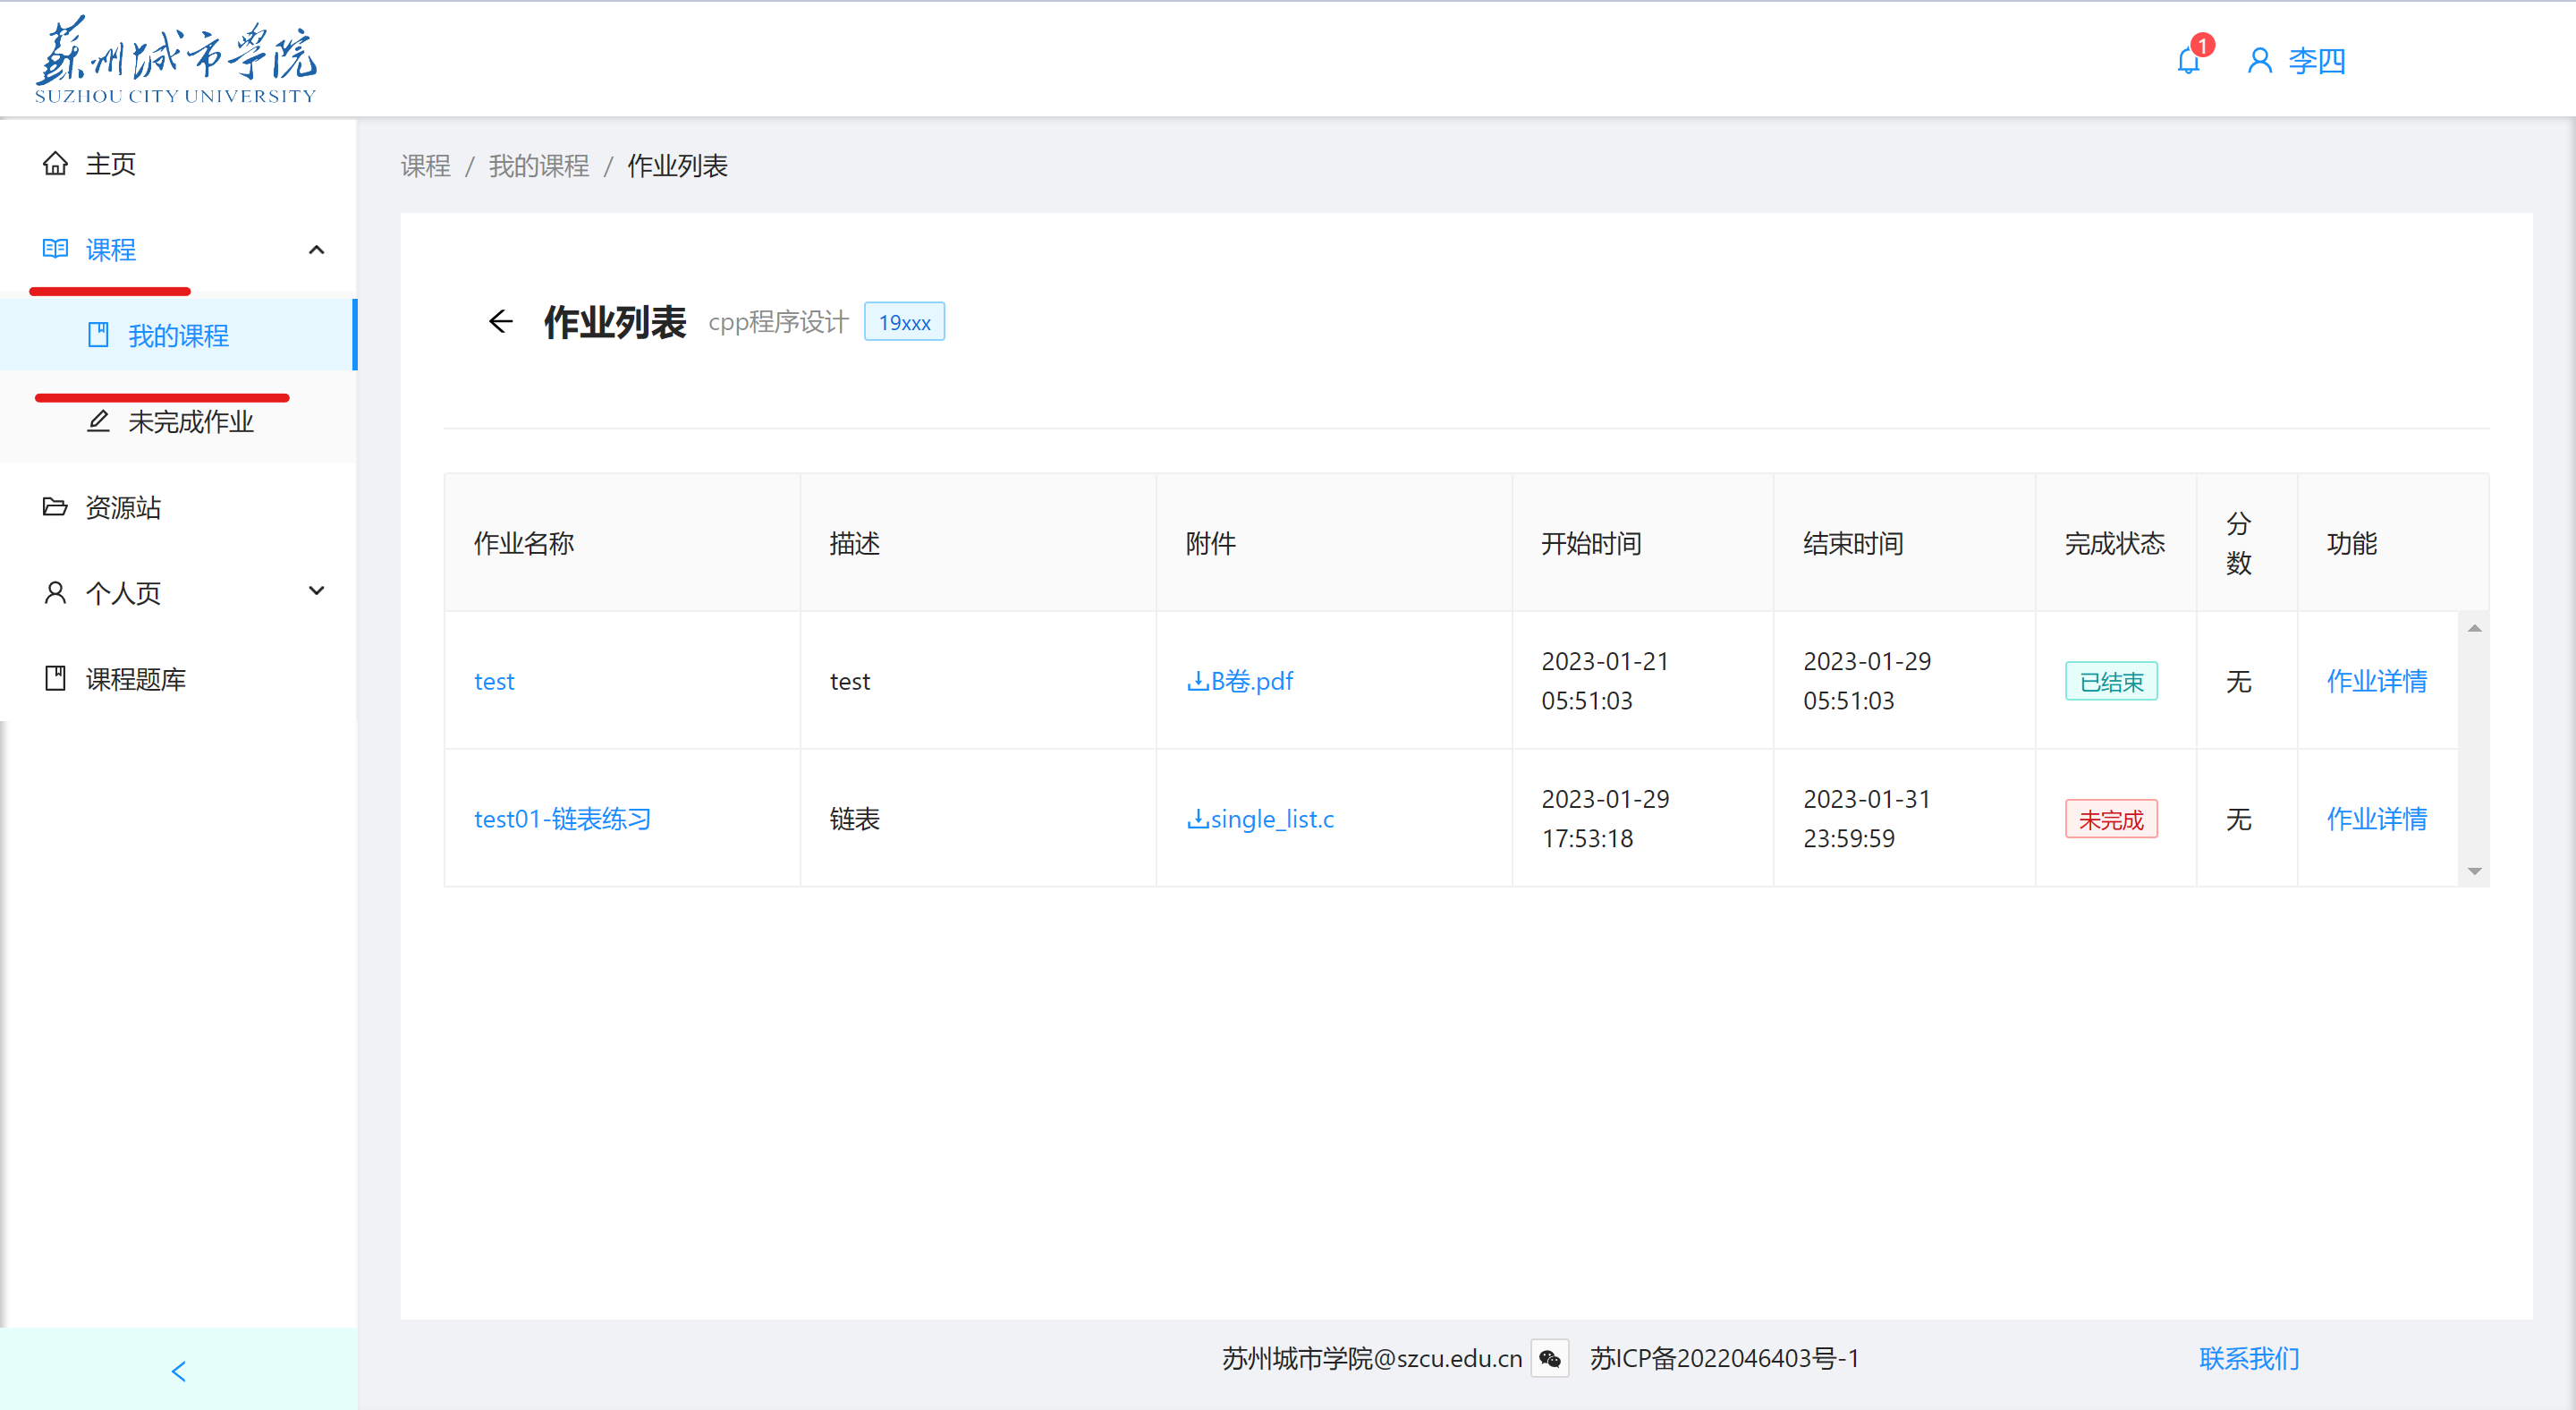 蘇州城市學院
SUZHOU CITY UNIVERSITY
1
李四
主页
课程
我的课程
未完成作业
资源站
个人页
课程题库
课程 / 我的课程 / 作业列表
作业列表 cpp程序设计 19xxx
作业名称 描述 附件 开始时间 结束时间 完成状态 分数 功能
test test B卷.pdf 2023-01-21 05:51:03 2023-01-29 05:51:03 已结束 无 作业详情
test01-链表练习 链表 single_list.c 2023-01-29 17:53:18 2023-01-31 23:59:59 未完成 无 作业详情
苏州城市学院@szcu.edu.cn 苏ICP备2022046403号-1 联系我们